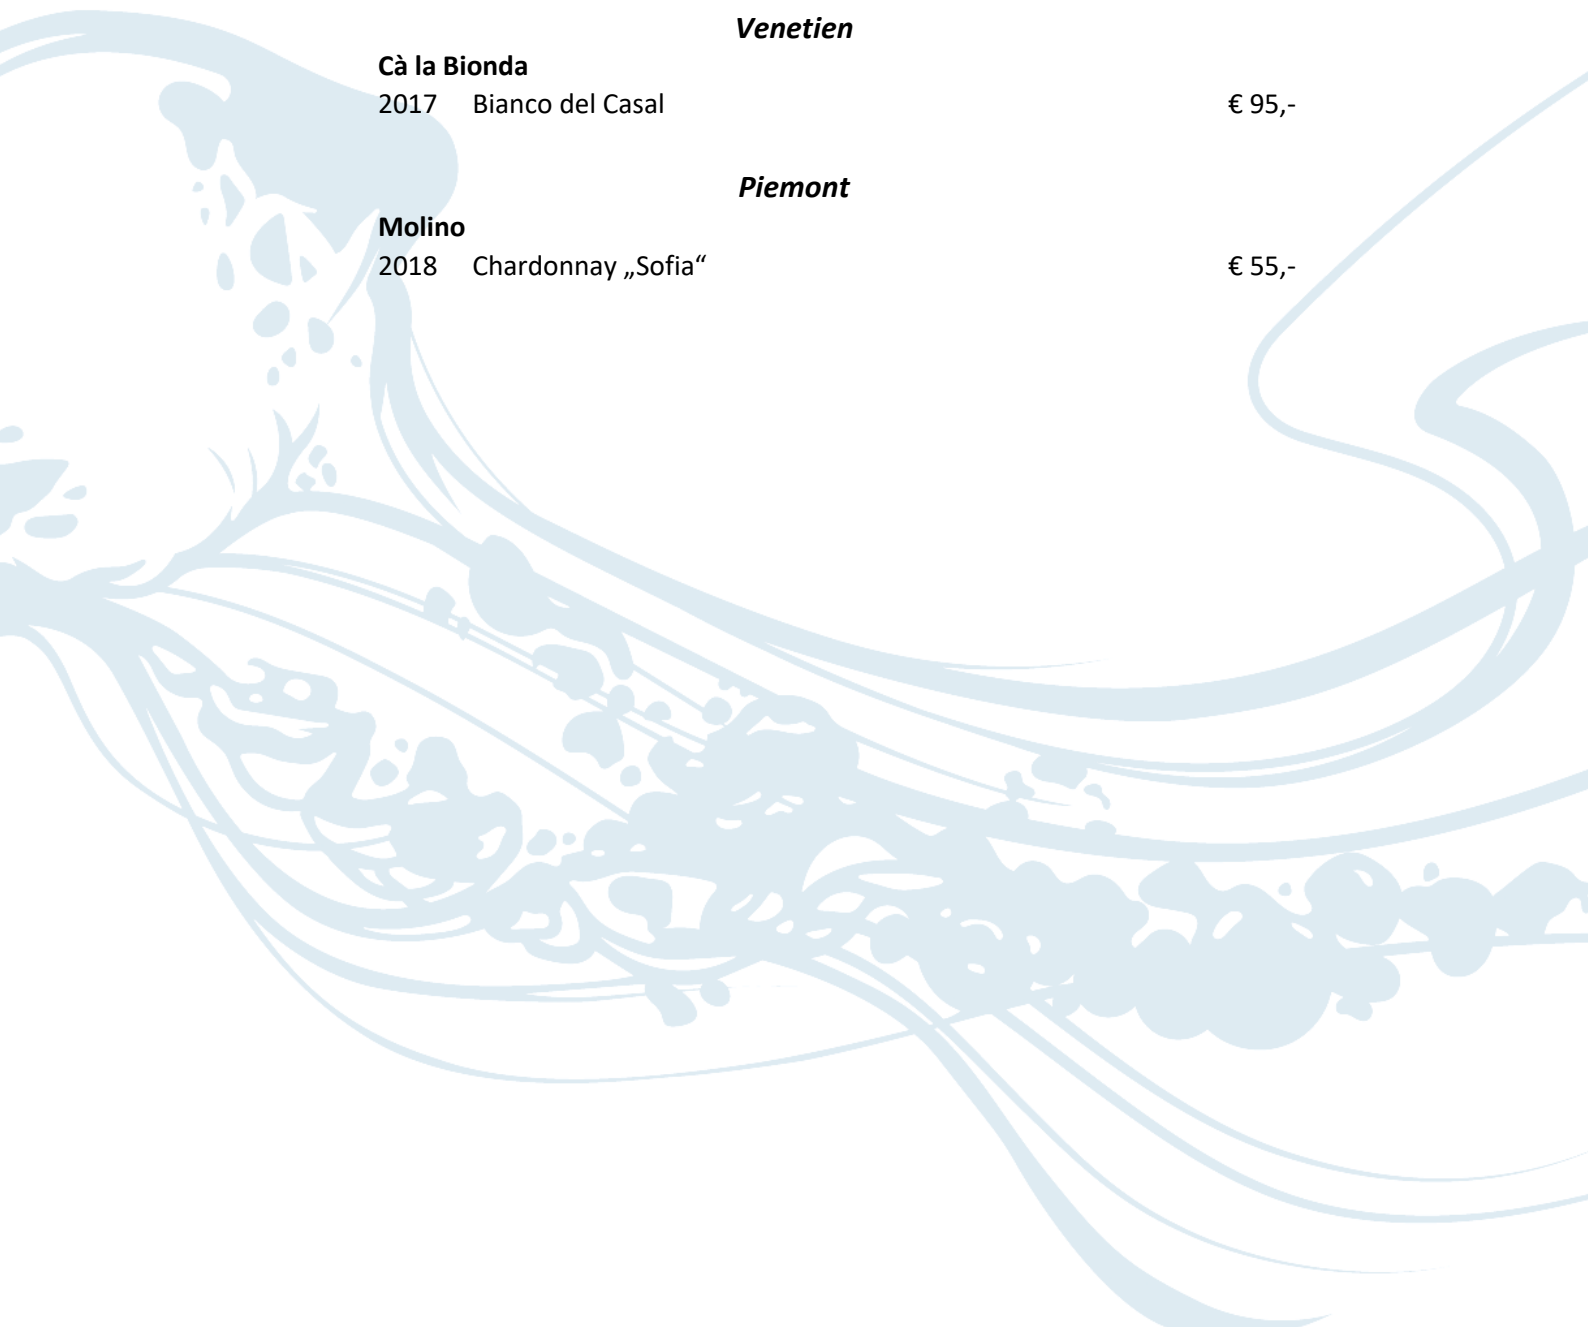 Venetien
Cà la Bionda
2017 Bianco del Casal € 95,-
Piemont
Molino
2018 Chardonnay „Sofia“ € 55,-